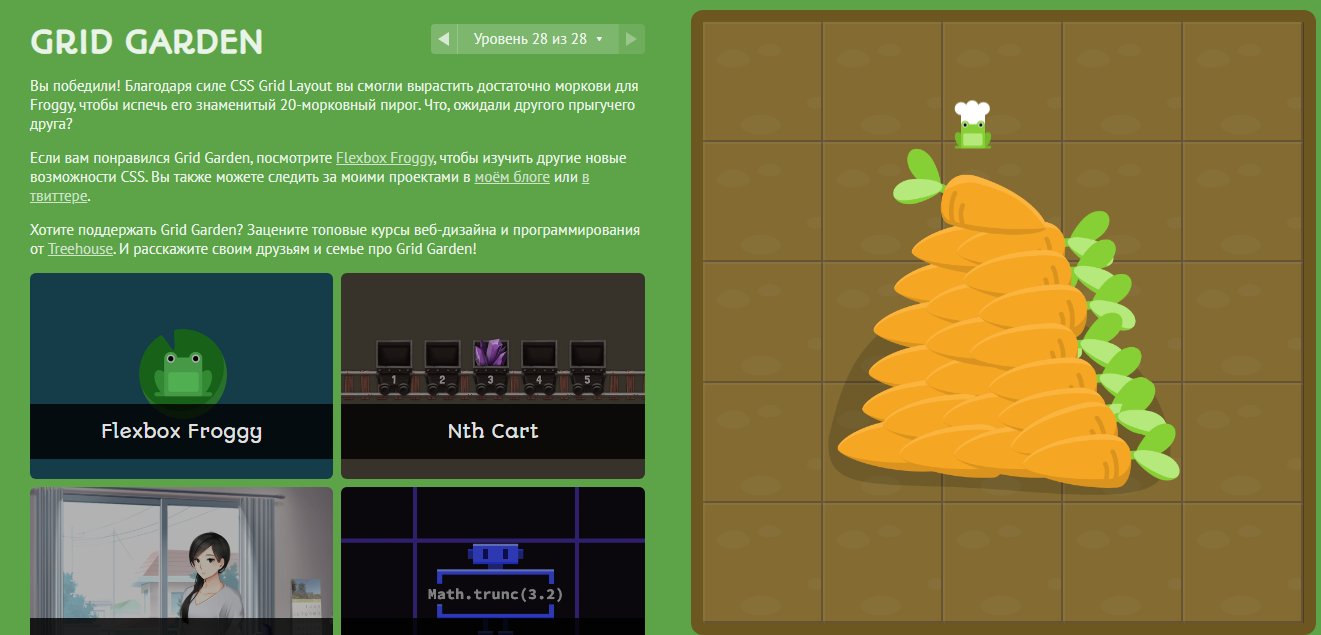 GRID GARDEN
Уровень 28 из 28
Вы победили! Благодаря силе CSS Grid Layout вы смогли вырастить достаточно моркови для
Froggy, чтобы испечь его знаменитый 20-морковный пирог. Что, ожидали другого прыгучего
друга?
Если вам понравился Grid Garden, посмотрите Flexbox Froggy, чтобы изучить другие новые
возможности CSS. Вы также можете следить за моими проектами в моём блоге или в
твиттере.
Хотите поддержать Grid Garden? Зацените топовые курсы веб-дизайна и программирования
от Treehouse. И расскажите своим друзьям и семье про Grid Garden!
1 2 3 4 5
Flexbox Froggy
Nth Cart
Math.trunc(3.2)